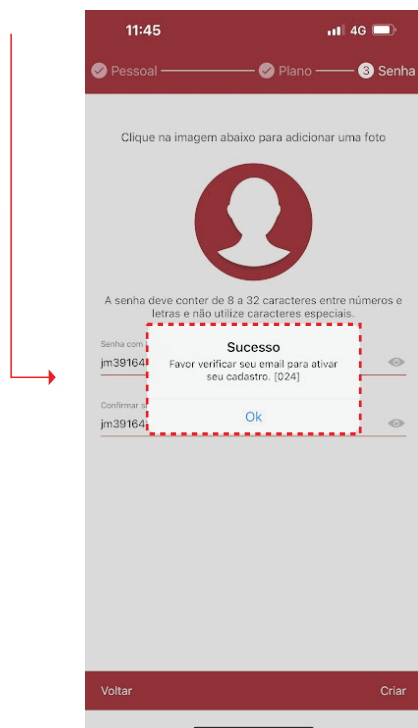 11:45 4G
Pessoal Plano 3 Senha
Clique na imagem abaixo para adicionar uma foto
A senha deve conter de 8 a 32 caracteres entre números e
letras e não utilize caracteres especiais.
Senha com
jm39164
Sucesso
Favor verificar seu email para ativar
seu cadastro. [024]
Ok
Confirmar s
jm39164
Voltar Criar